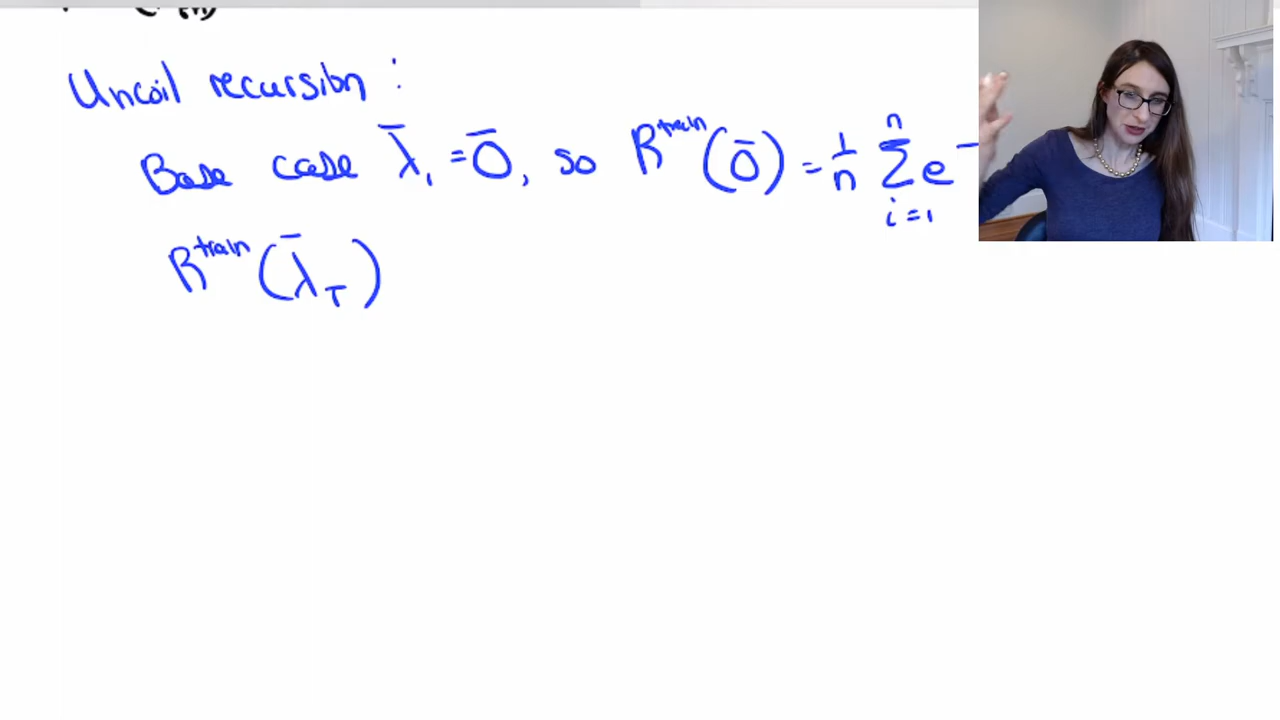 Uncoil recursion :
Base case λ̄₁ = 0̄, so R^train(0̄) = 1/n Σ_{i=1}^{n} e^-
R^train(λ̄_T)